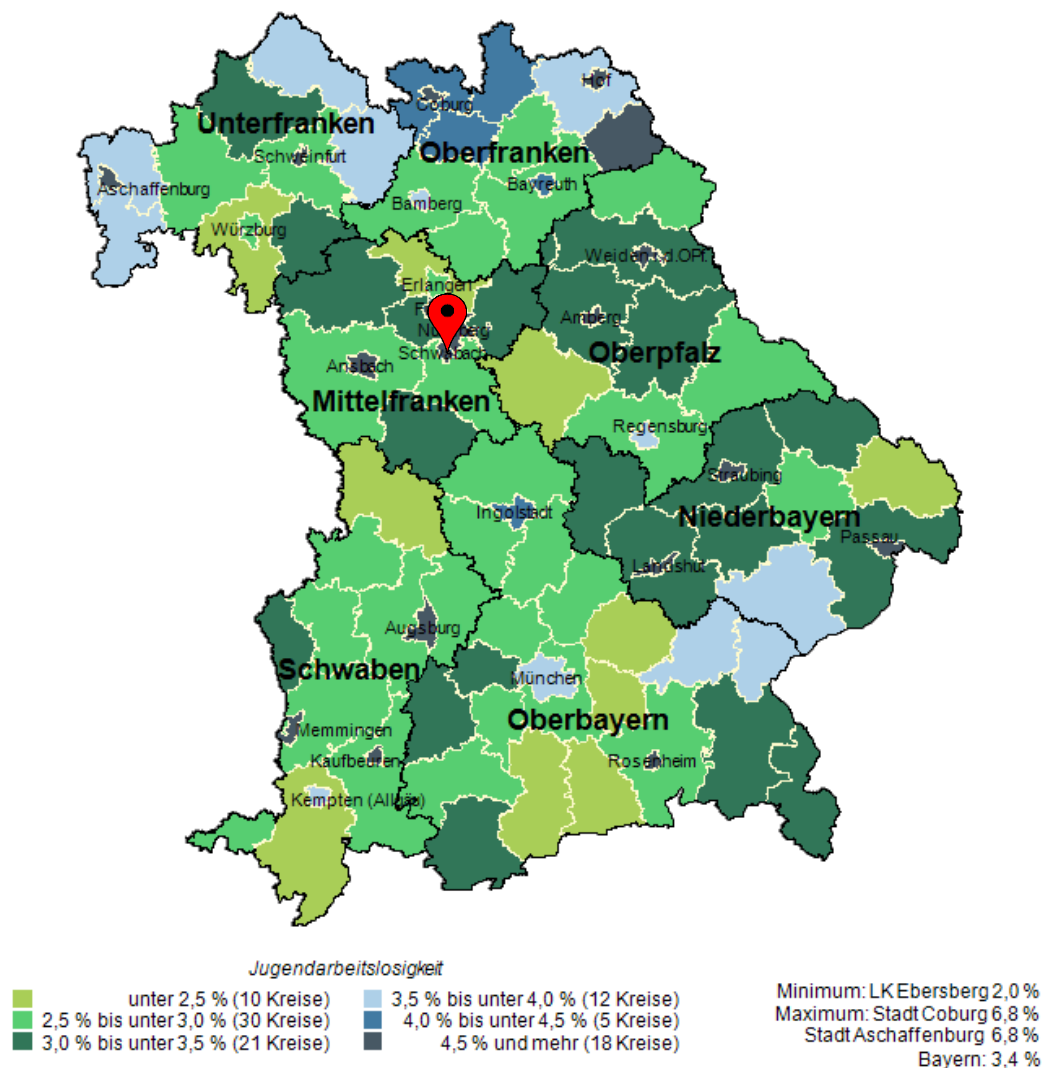 Hof
Coburg
Unterfranken
Oberfranken
Schweinfurt
Aschaffenburg
Bayreuth
Bamberg
Würzburg
Weiden i.d.OPf.
Erlangen
Amberg
Schwabach
Oberpfalz
Ansbach
Mittelfranken
Regensburg
Straubing
Ingolstadt
Niederbayern
Passau
Landshut
Augsburg
Schwaben
München
Oberbayern
Memmingen
Kaufbeuren
Rosenheim
Kempten (Allgäu)
Jugendarbeitslosigkeit
unter 2,5 % (10 Kreise)
2,5 % bis unter 3,0 % (30 Kreise)
3,0 % bis unter 3,5 % (21 Kreise)
3,5 % bis unter 4,0 % (12 Kreise)
4,0 % bis unter 4,5 % (5 Kreise)
4,5 % und mehr (18 Kreise)
Minimum: LK Ebersberg 2,0 %
Maximum: Stadt Coburg 6,8 %
Stadt Aschaffenburg 6,8 %
Bayern: 3,4 %